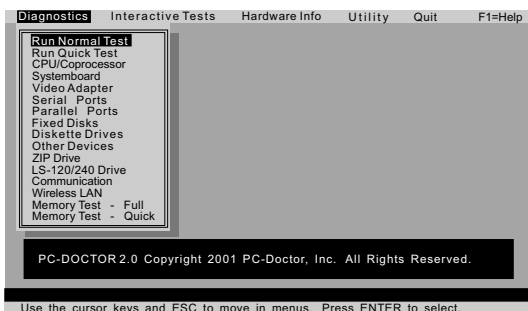 Diagnostics Interactive Tests Hardware Info Utility Quit F1=Help
Run Normal Test
Run Quick Test
CPU/Coprocessor
Systemboard
Video Adapter
Serial Ports
Parallel Ports
Fixed Disks
Diskette Drives
Other Devices
ZIP Drive
LS-120/240 Drive
Communication
Wireless LAN
Memory Test - Full
Memory Test - Quick
PC-DOCTOR 2.0 Copyright 2001 PC-Doctor, Inc. All Rights Reserved.
Use the cursor keys and ESC to move in menus. Press ENTER to select.